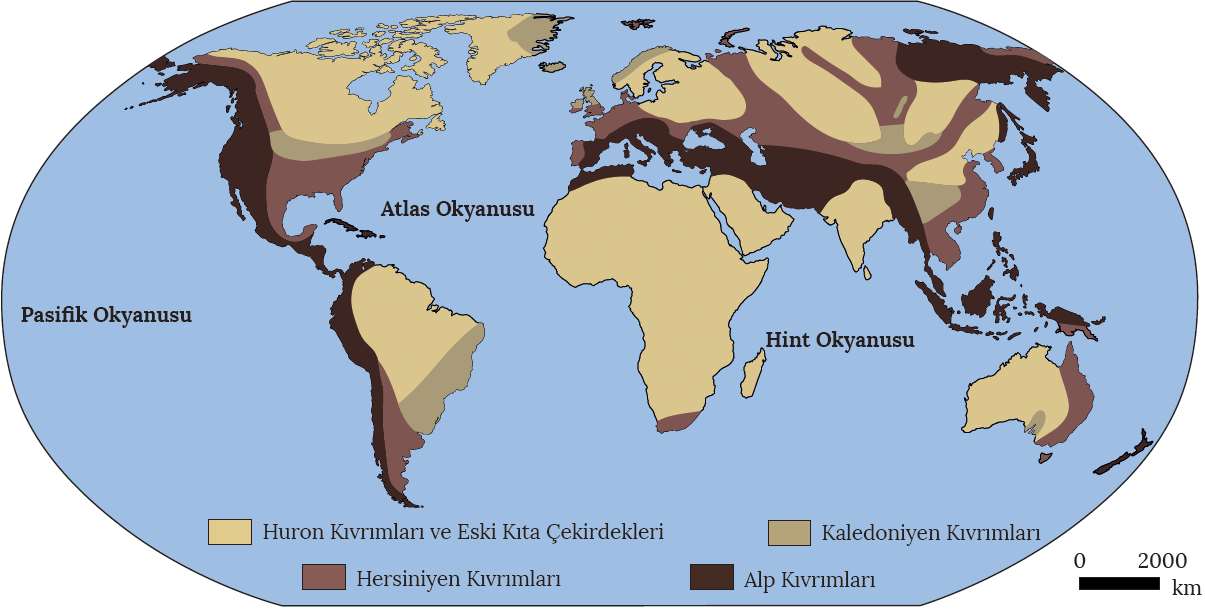 Atlas Okyanusu
Pasifik Okyanusu
Hint Okyanusu
Huron Kıvrımları ve Eski Kıta Çekirdekleri
Kaledoniyen Kıvrımları
Hersiniyen Kıvrımları
Alp Kıvrımları
0 2000
km